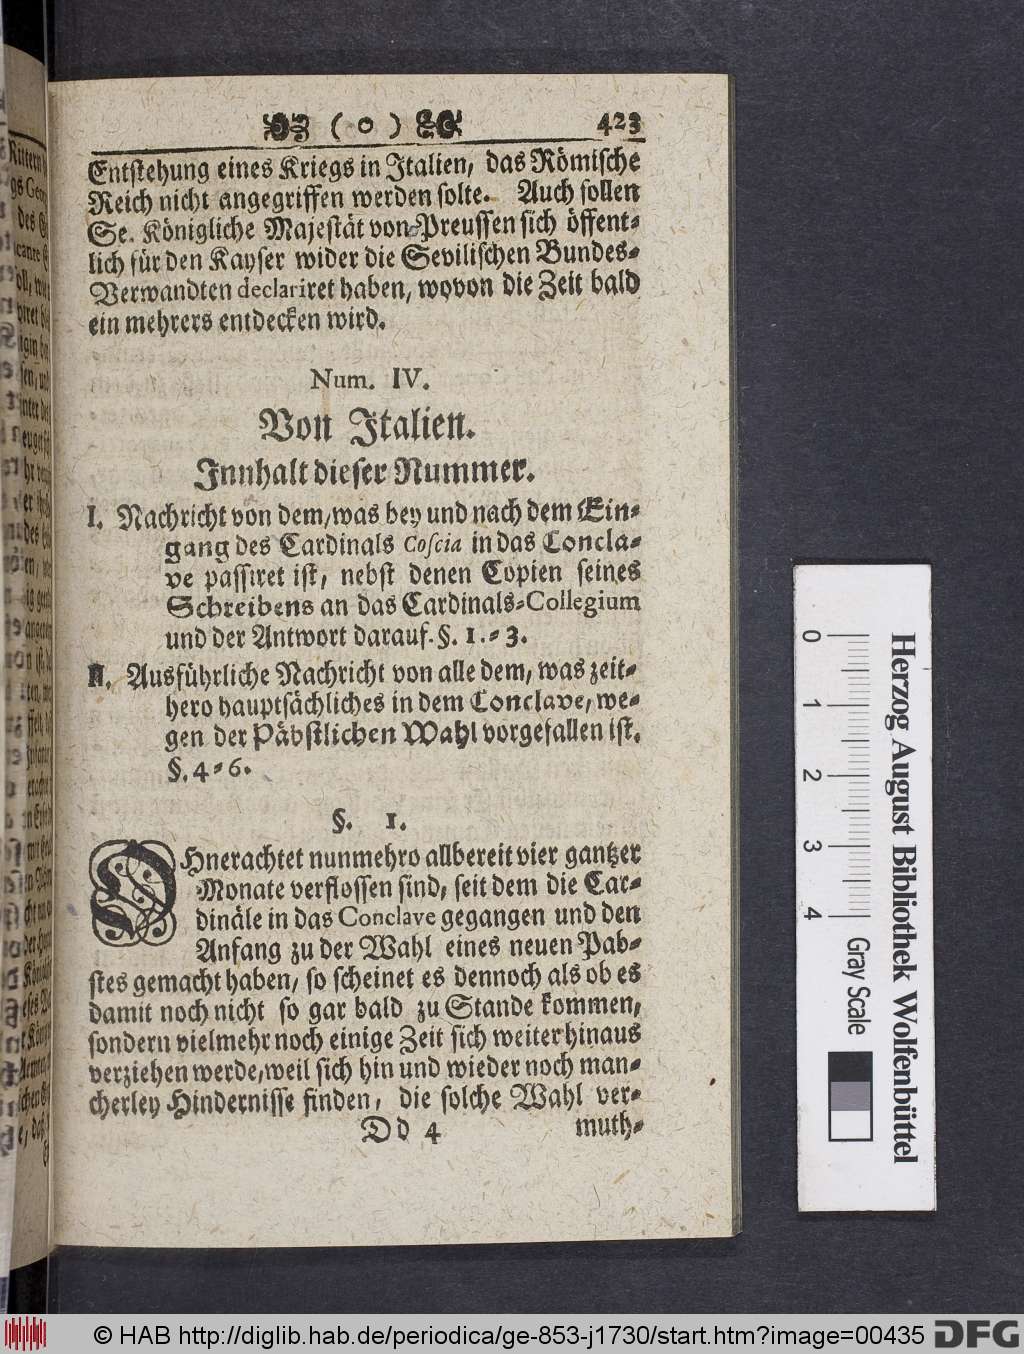 ( o ) 423
Entstehung eines Kriegs in Italien, das Römische
Reich nicht angegriffen werden solte. Auch sollen
Se. Königliche Majestät von Preussen sich öffent-
lich für den Kayser wider die Sevilischen Bundes-
Verwandten declariret haben, wovon die Zeit bald
ein mehrers entdecken wird.
Num. IV.
Von Italien.
Innhalt dieser Nummer.
I. Nachricht von dem, was bey und nach dem Ein-
gang des Cardinals Coscia in das Concla-
ve passiret ist, nebst denen Copien seines
Schreibens an das Cardinals-Collegium
und der Antwort darauf. §. 1.-3.
II. Ausführliche Nachricht von alle dem, was zeit-
hero hauptsächliches in dem Conclave, we-
gen der Päbstlichen Wahl vorgefallen ist.
§. 4-6.
§. 1.
OHnerachtet nunmehro allbereit vier gantzer
Monate verflossen sind, seit dem die Car-
dinäle in das Conclave gegangen und den
Anfang zu der Wahl eines neuen Pab-
stes gemacht haben, so scheinet es dennoch als ob es
damit noch nicht so gar bald zu Stande kommen,
sondern vielmehr noch einige Zeit sich weiter hinaus
verziehen werde, weil sich hin und wieder noch man-
cherley Hindernisse finden, die solche Wahl ver-
Dd 4 muth-
Herzog August Bibliothek Wolfenbüttel
0 1 2 3 4 Gray Scale
© HAB http://diglib.hab.de/periodica/ge-853-j1730/start.htm?image=00435 DFG